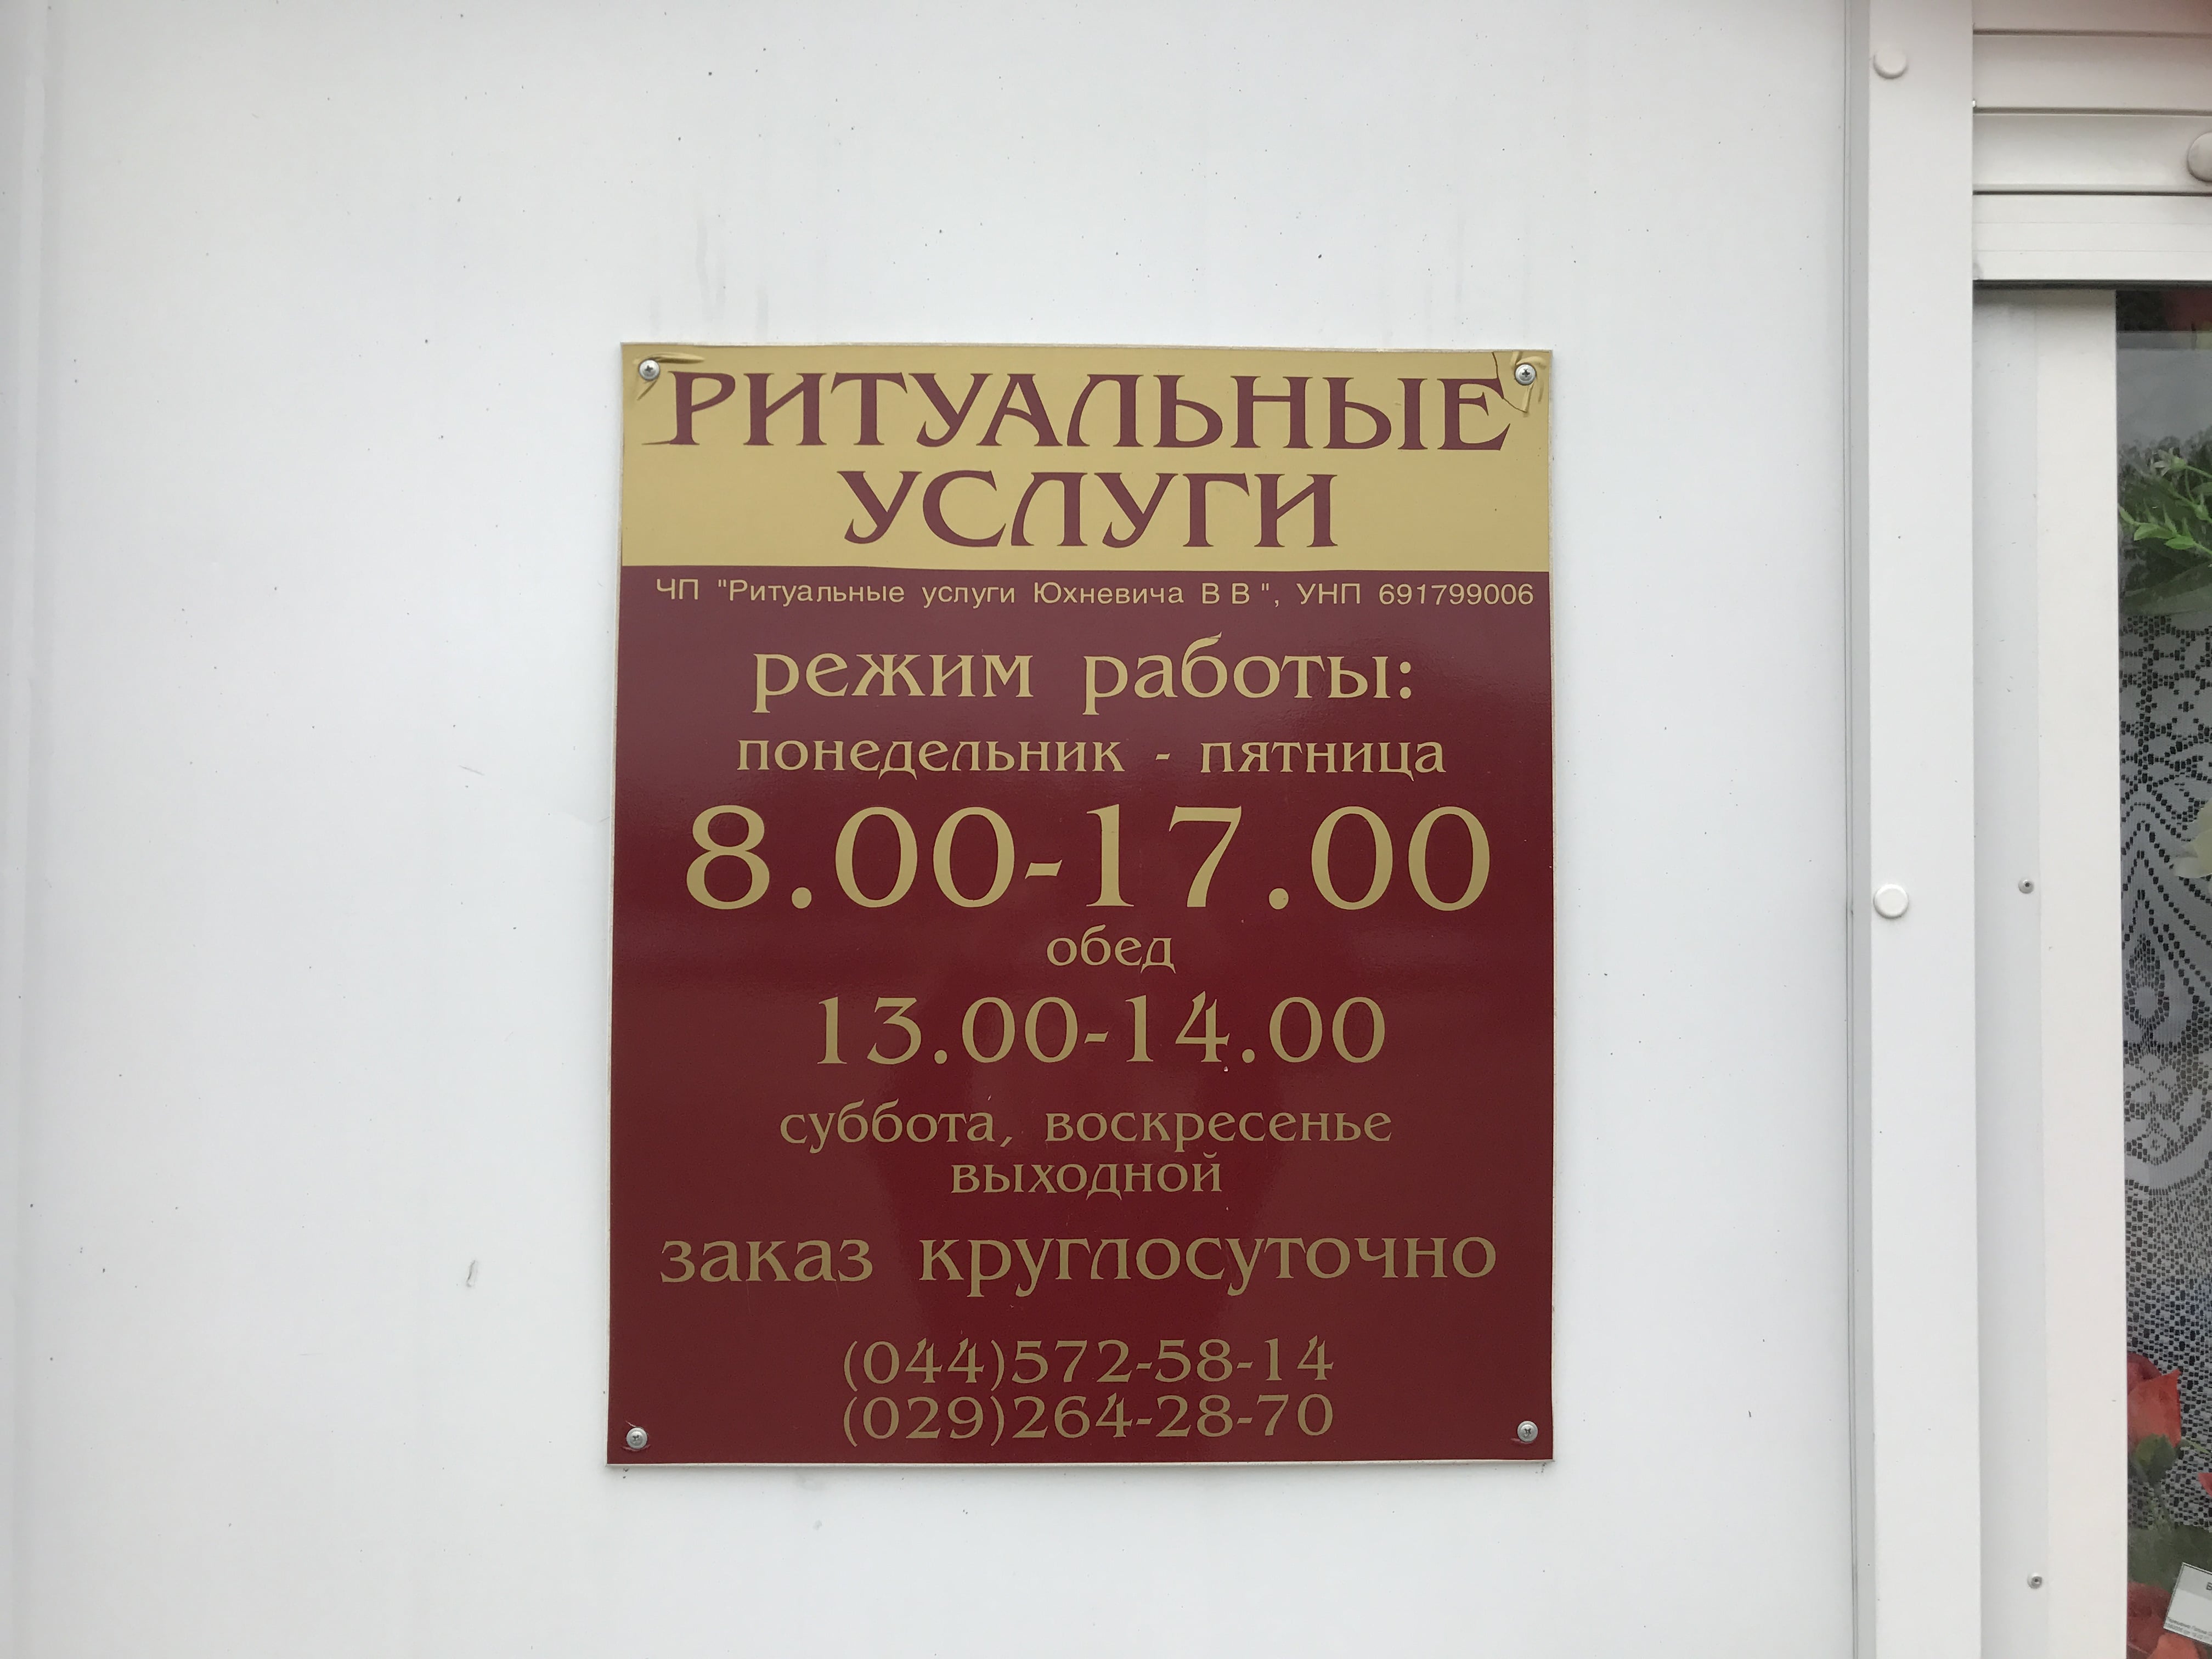 РИТУАЛЬНЫЕ
УСЛУГИ
ЧП "Ритуальные услуги Юхневича В В ", УНП 691799006
режим работы:
понедельник - пятница
8.00-17.00
обед
13.00-14.00
суббота, воскресенье
выходной
заказ круглосуточно
(044)572-58-14
(029)264-28-70